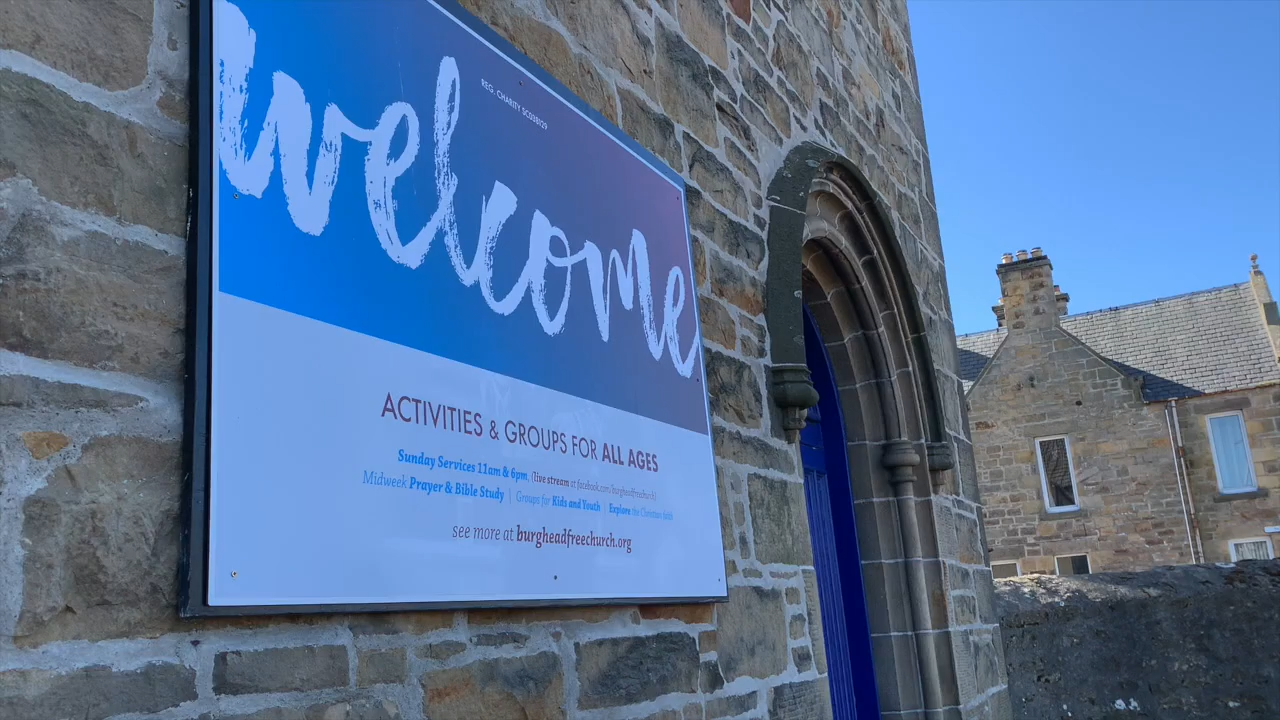 REG. CHARITY SC038129
welcome
ACTIVITIES & GROUPS FOR ALL AGES
Sunday Services 11am & 6pm, (live stream at facebook.com/burgheadfreechurch)
Midweek Prayer & Bible Study | Groups for Kids and Youth | Explore the Christian faith
see more at burgheadfreechurch.org